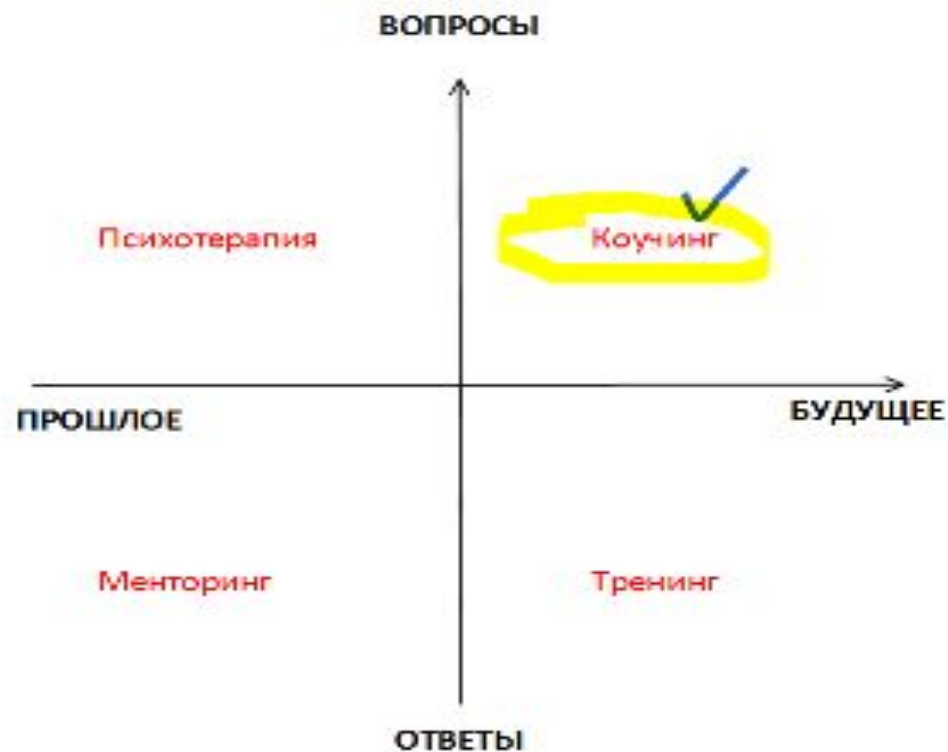 ВОПРОСЫ
Психотерапия
Коучинг
ПРОШЛОЕ
БУДУЩЕЕ
Менторинг
Тренинг
ОТВЕТЫ